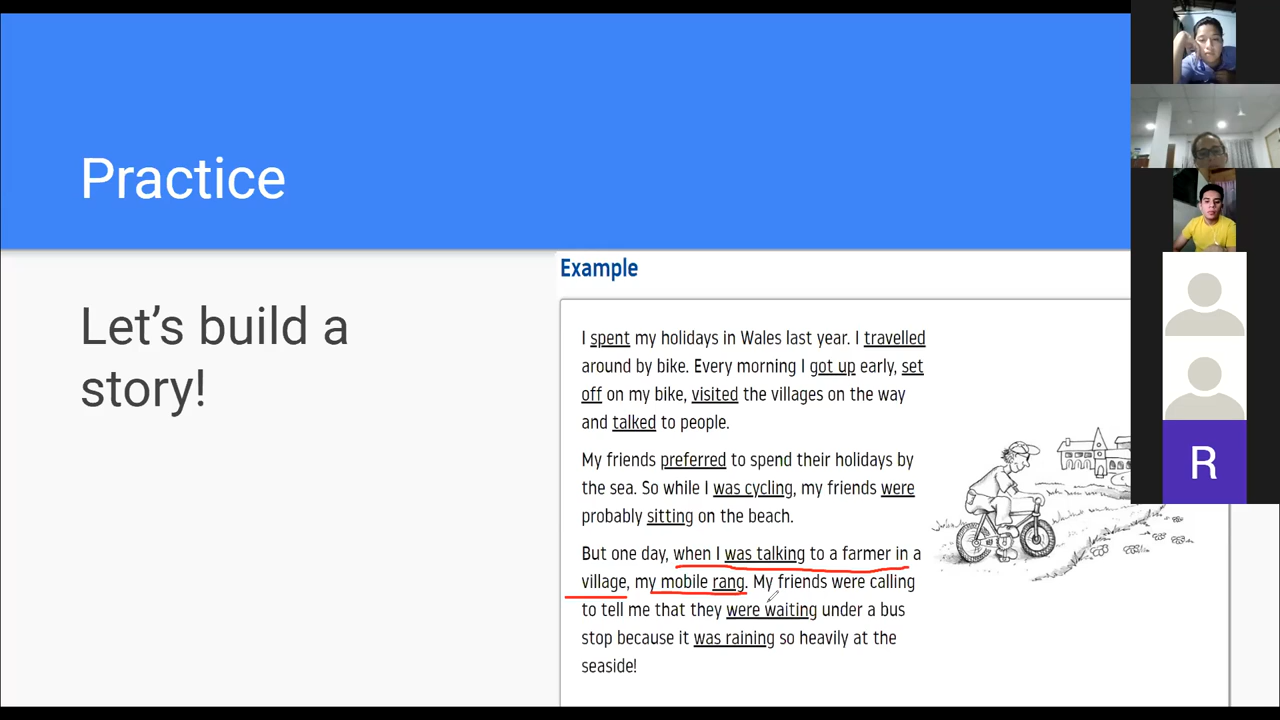 Practice
Let's build a
story!
Example
I spent my holidays in Wales last year. I travelled
around by bike. Every morning I got up early, set
off on my bike, visited the villages on the way
and talked to people.
My friends preferred to spend their holidays by
the sea. So while I was cycling, my friends were
probably sitting on the beach.
But one day, when I was talking to a farmer in a
village, my mobile rang. My friends were calling
to tell me that they were waiting under a bus
stop because it was raining so heavily at the
seaside!
R